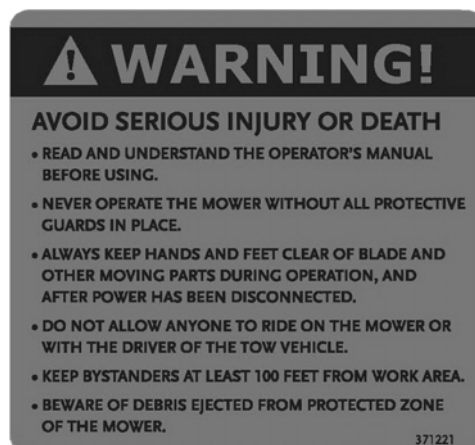 WARNING!
AVOID SERIOUS INJURY OR DEATH
• READ AND UNDERSTAND THE OPERATOR'S MANUAL
BEFORE USING.
• NEVER OPERATE THE MOWER WITHOUT ALL PROTECTIVE
GUARDS IN PLACE.
• ALWAYS KEEP HANDS AND FEET CLEAR OF BLADE AND
OTHER MOVING PARTS DURING OPERATION, AND
AFTER POWER HAS BEEN DISCONNECTED.
• DO NOT ALLOW ANYONE TO RIDE ON THE MOWER OR
WITH THE DRIVER OF THE TOW VEHICLE.
• KEEP BYSTANDERS AT LEAST 100 FEET FROM WORK AREA.
• BEWARE OF DEBRIS EJECTED FROM PROTECTED ZONE
OF THE MOWER.
371221